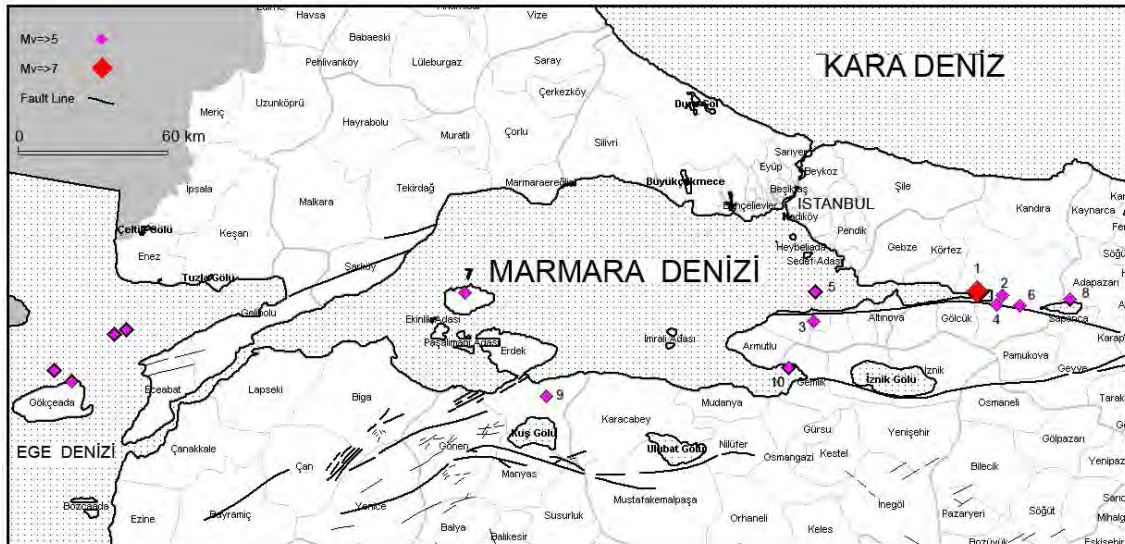 Mv=>5
Mv=>7
Fault Line
0 60 km
KARA DENİZ
MARMARA DENİZİ
EGE DENİZİ
İSTANBUL
Havsa
Vize
Babaeski
Pehlivanköy
Lüleburgaz
Saray
Çerkezköy
Meriç
Uzunköprü
Hayrabolu
Muratlı
Çorlu
Silivri
İpsala
Malkara
Tekirdağ
Marmaraereğlisi
Büyükçekmece
Sarıyer
Eyüp
Beykoz
Beşiktaş
Bahçelievler
Kadıköy
Şile
Kandıra
Kaynarca
Pendik
Gebze
Körfez
Heybeliada
Sedef Adası
Adapazarı
Çeltik Gölü
Enez
Keşan
Tuzla Gölü
Şarköy
Gelibolu
1
2
3
4
5
6
7
8
9
10
Ekinlik Adası
Paşalimanı Adası
Erdek
İmralı Adası
Altınova
Gölcük
Sapanca
Armutlu
Pamukova
Geyve
İznik
İznik Gölü
Gemlik
Osmaneli
Gökçeada
Eceabat
Lapseki
Biga
Karacabey
Mudanya
Kuş Gölü
Ulubat Gölü
Nilüfer
Gürsu
Yenişehir
Gölpazarı
Çanakkale
Çan
Gönen
Manyas
Osmangazi
Kestel
Bilecik
Bozcaada
Ezine
Bayramiç
Yenice
Mustafakemalpaşa
İnegöl
Balya
Susurluk
Balıkesir
Orhaneli
Keles
Pazaryeri
Söğüt
Bozüyük